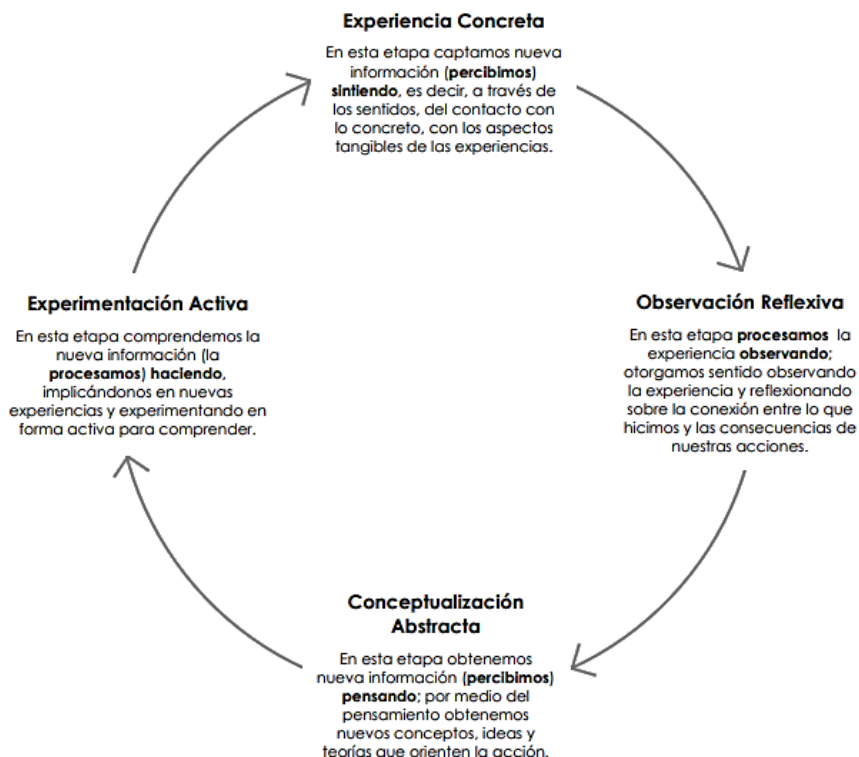 Experiencia Concreta
En esta etapa captamos nueva
información (percibimos)
sintiendo, es decir, a través de
los sentidos, del contacto con
lo concreto, con los aspectos
tangibles de las experiencias.
Experimentación Activa
En esta etapa comprendemos la
nueva información (la
procesamos) haciendo,
implicándonos en nuevas
experiencias y experimentando en
forma activa para comprender.
Observación Reflexiva
En esta etapa procesamos la
experiencia observando;
otorgamos sentido observando
la experiencia y reflexionando
sobre la conexión entre lo que
hicimos y las consecuencias de
nuestras acciones.
Conceptualización
Abstracta
En esta etapa obtenemos
nueva información (percibimos)
pensando; por medio del
pensamiento obtenemos
nuevos conceptos, ideas y
teorías que orienten la acción.